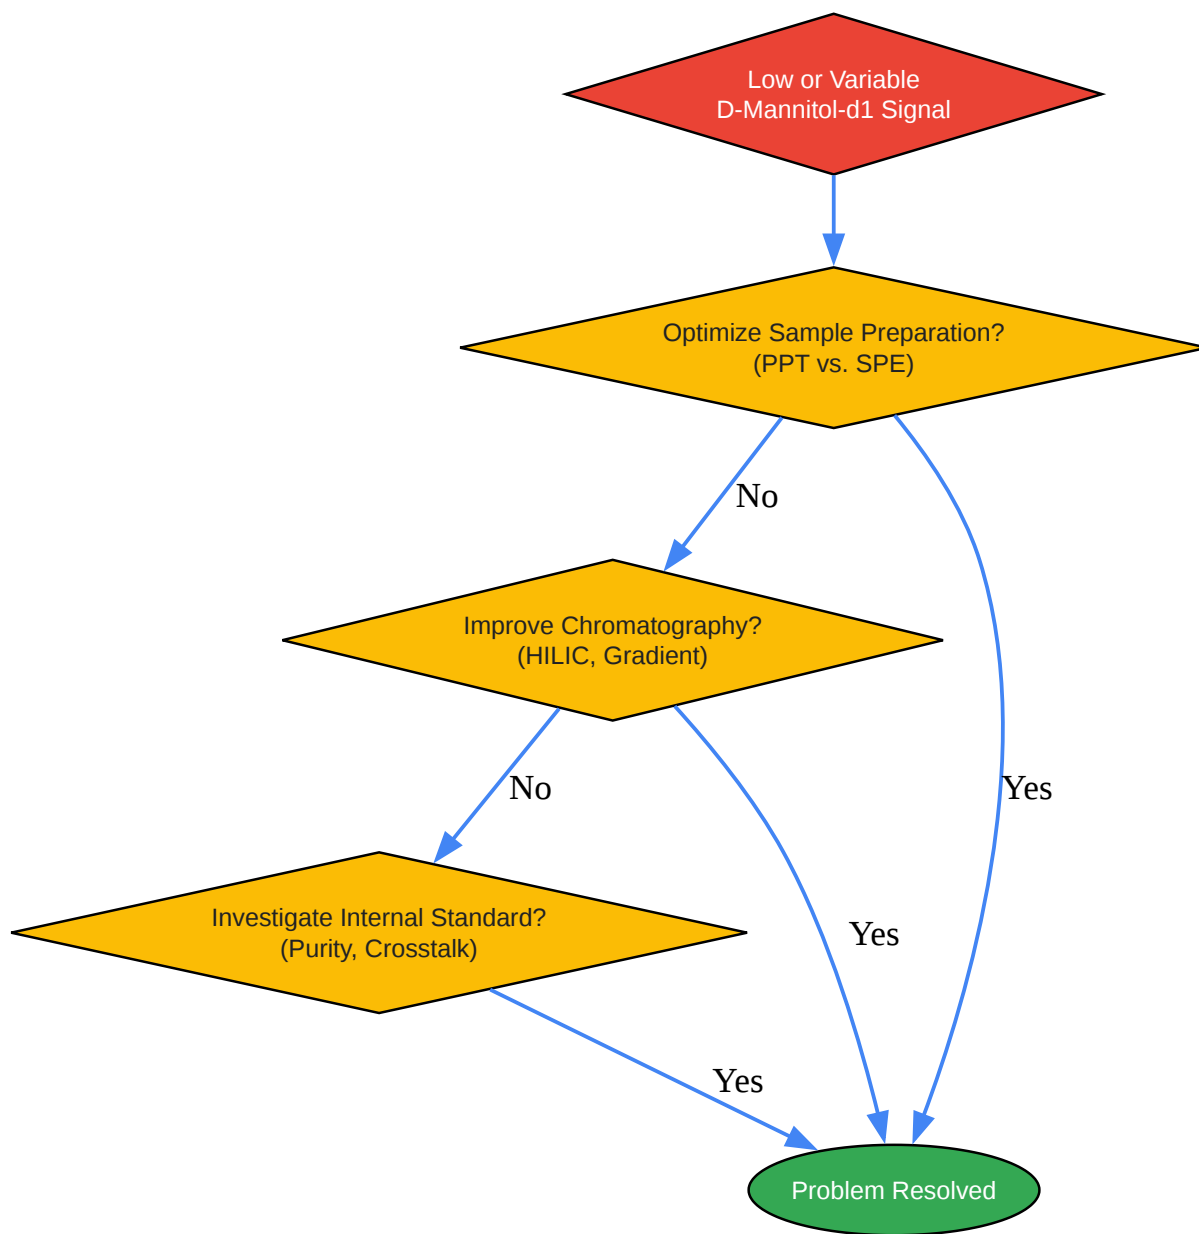 Low or Variable
D-Mannitol-d1 Signal
Optimize Sample Preparation?
(PPT vs. SPE)
No
Improve Chromatography?
(HILIC, Gradient)
No
Yes
Investigate Internal Standard?
(Purity, Crosstalk)
Yes
Yes
Problem Resolved